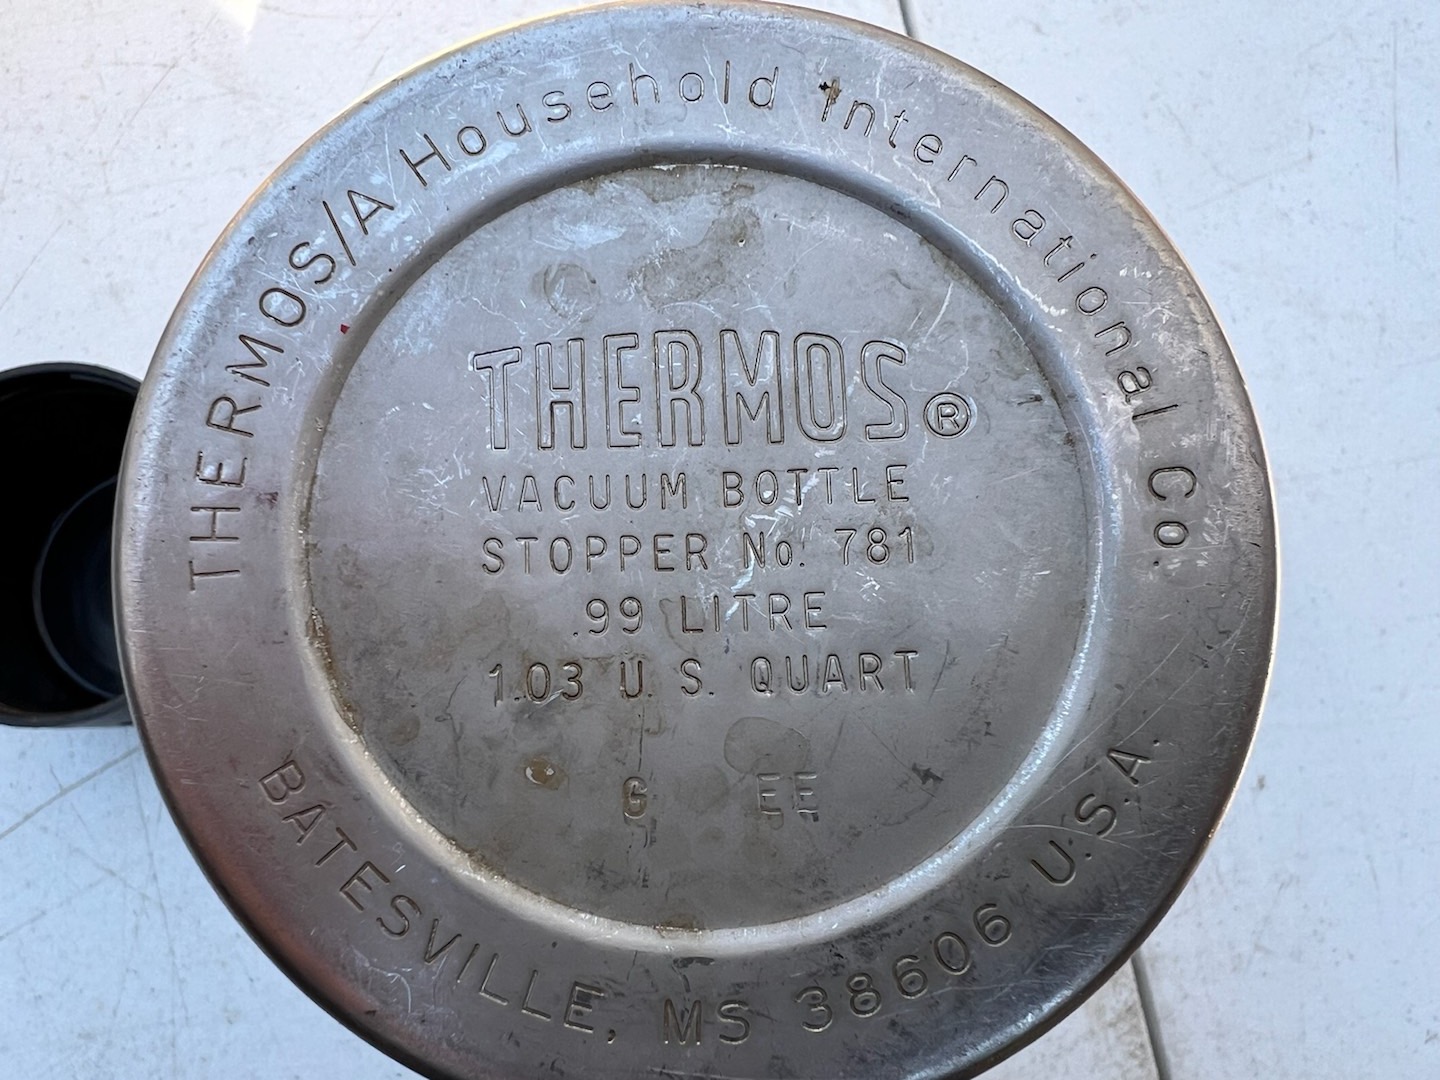 THERMOS/A Household International Co.
THERMOS®
VACUUM BOTTLE
STOPPER No. 781
.99 LITRE
1.03 U. S. QUART
G EE
BATESVILLE, MS 38606 U.S.A.